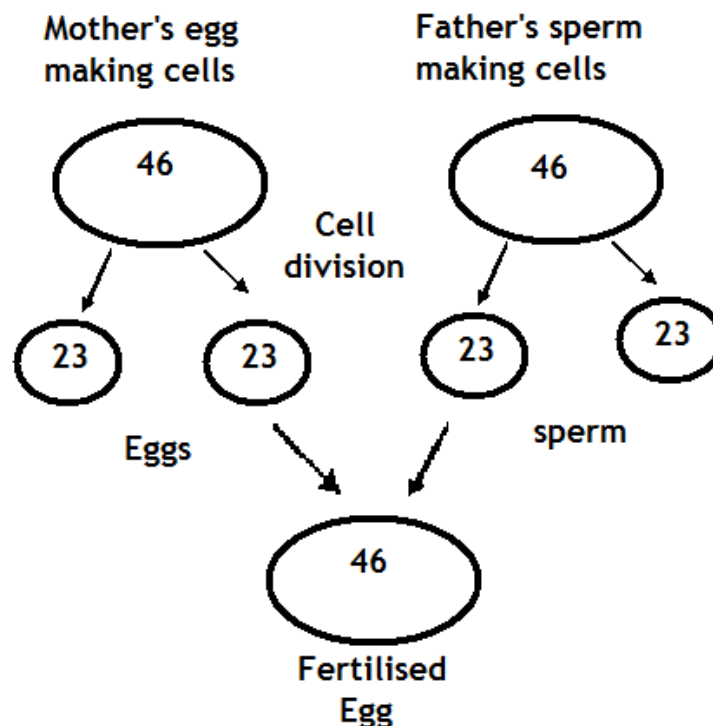 Mother's egg
making cells
Father's sperm
making cells
46
46
Cell
division
23
23
23
23
Eggs
sperm
46
Fertilised
Egg